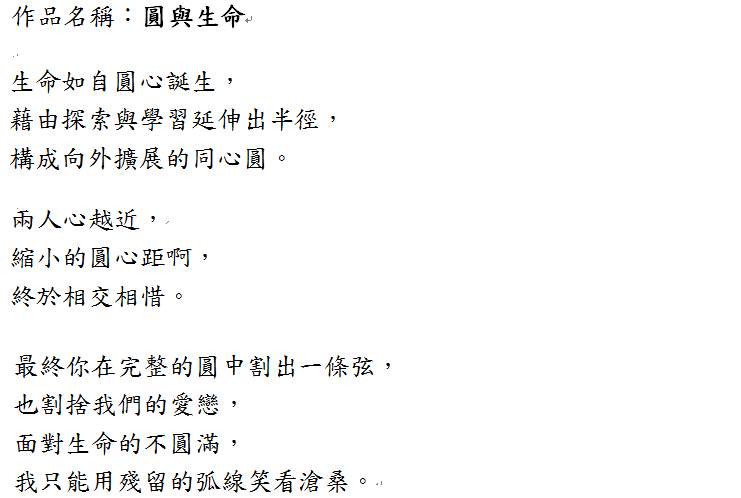 作品名稱：圓與生命
生命如自圓心誕生，
藉由探索與學習延伸出半徑，
構成向外擴展的同心圓。
兩人心越近，
縮小的圓心距啊，
終於相交相惜。
最終你在完整的圓中割出一條弦，
也割捨我們的愛戀，
面對生命的不圓滿，
我只能用殘留的弧線笑看滄桑。